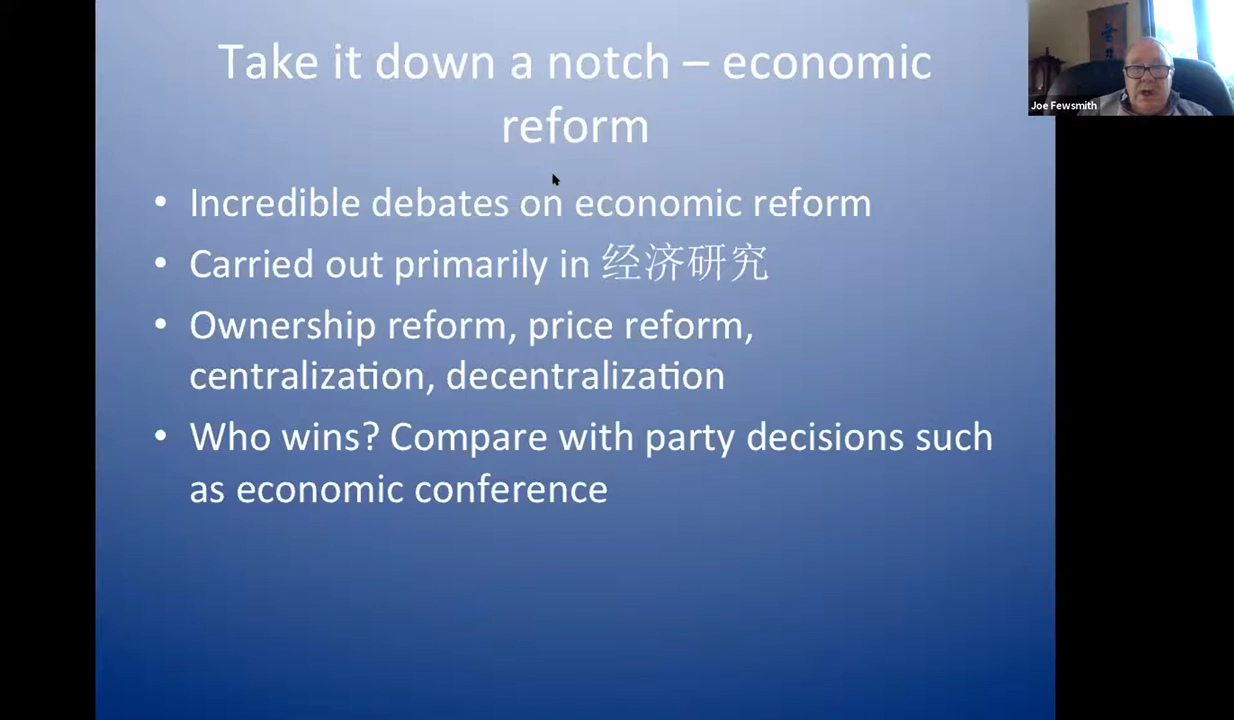 Take it down a notch – economic
reform
• Incredible debates on economic reform
• Carried out primarily in 经济研究
• Ownership reform, price reform,
centralization, decentralization
• Who wins? Compare with party decisions such
as economic conference
Joe Fewsmith